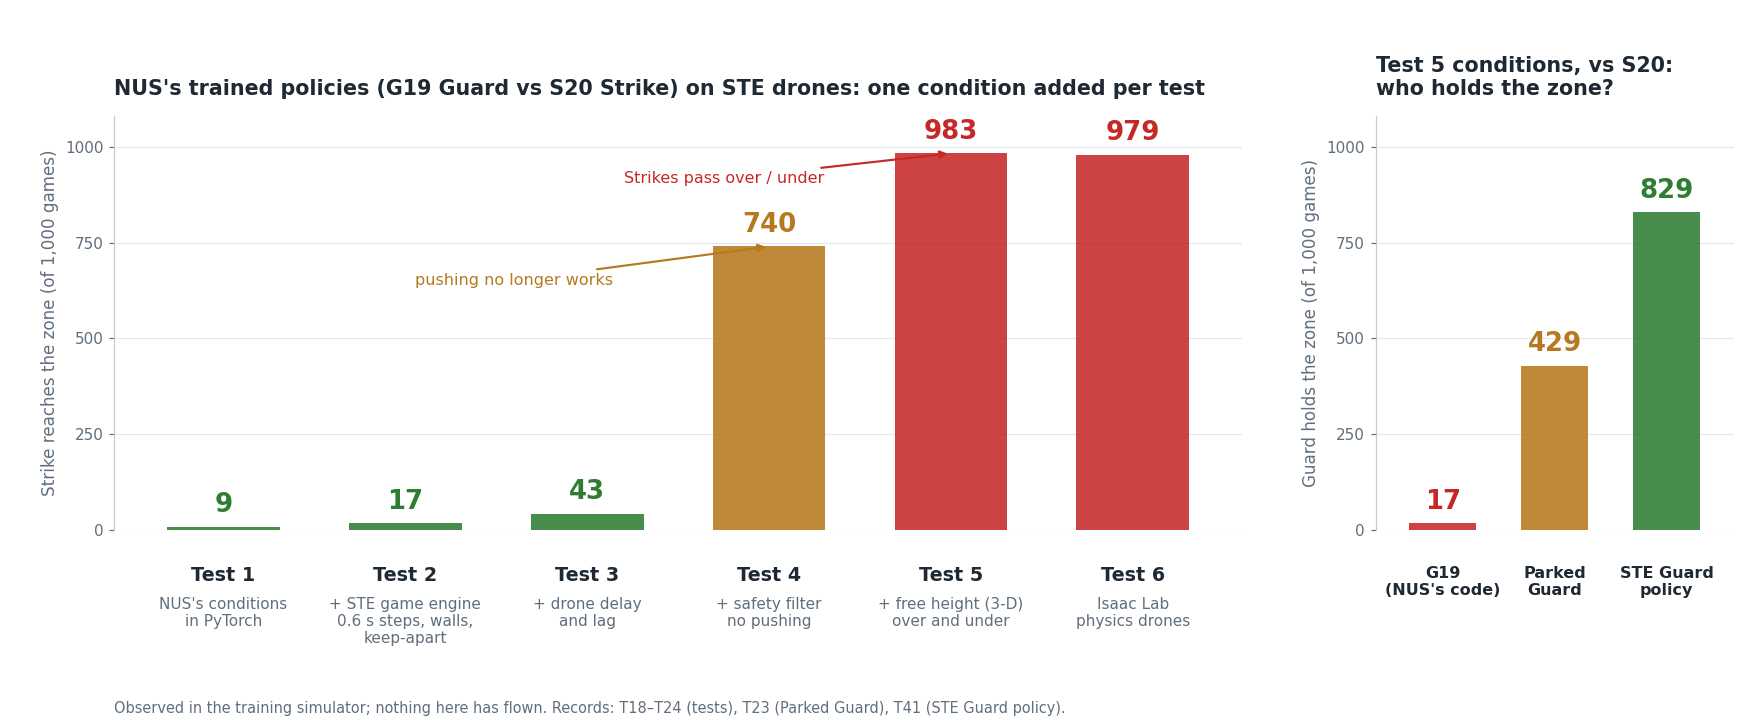 NUS's trained policies (G19 Guard vs S20 Strike) on STE drones: one condition added per test
Strike reaches the zone (of 1,000 games)
1000
750
500
250
0
9
17
43
740
983
979
Strikes pass over / under
pushing no longer works
Test 1
NUS's conditions
in PyTorch
Test 2
+ STE game engine
0.6 s steps, walls,
keep-apart
Test 3
+ drone delay
and lag
Test 4
+ safety filter
no pushing
Test 5
+ free height (3-D)
over and under
Test 6
Isaac Lab
physics drones
Test 5 conditions, vs S20:
who holds the zone?
Guard holds the zone (of 1,000 games)
1000
750
500
250
0
17
429
829
G19
(NUS's code)
Parked
Guard
STE Guard
policy
Observed in the training simulator; nothing here has flown. Records: T18–T24 (tests), T23 (Parked Guard), T41 (STE Guard policy).